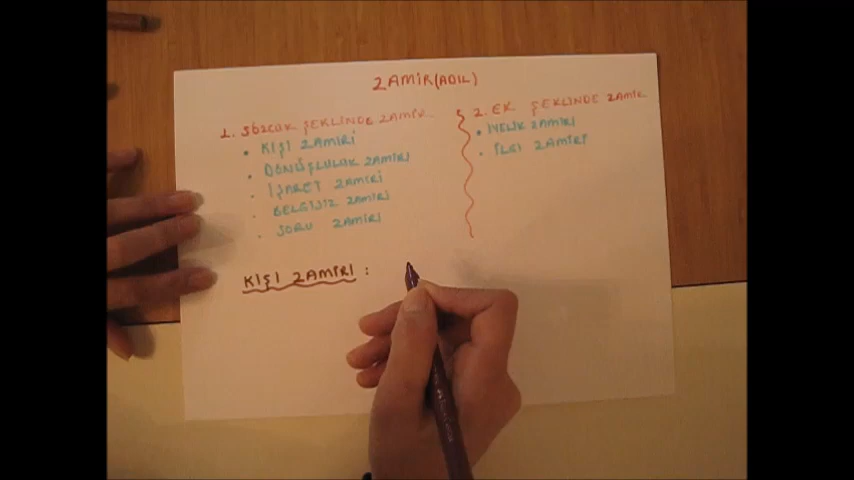 ZAMİR(ADIL)
1. SÖZCÜK ŞEKLİNDE ZAMİR
• KİŞİ ZAMİRİ
• DÖNÜŞLÜLÜK ZAMİRİ
• İŞARET ZAMİRİ
• BELGİSİZ ZAMİRİ
• SORU ZAMİRİ
2. EK ŞEKLİNDE ZAMİR
• İYELİK ZAMİRİ
• İLGİ ZAMİRİ
KİŞİ ZAMİRİ :